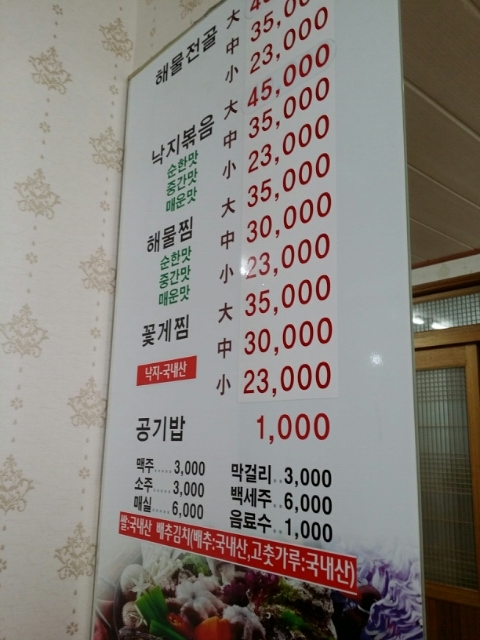 해물전골 大
中 35,000
小 23,000
낙지볶음 大 45,000
순한맛 中 35,000
중간맛 小 23,000
매운맛
해물찜 大 35,000
순한맛 中 30,000
중간맛 小 23,000
매운맛
꽃게찜 大 35,000
中 30,000
낙지-국내산 小 23,000
공기밥 1,000
맥주..... 3,000 막걸리..3,000
소주..... 3,000 백세주..6,000
매실..... 6,000 음료수..1,000
쌀:국내산 배추김치(배추:국내산,고춧가루:국내산)